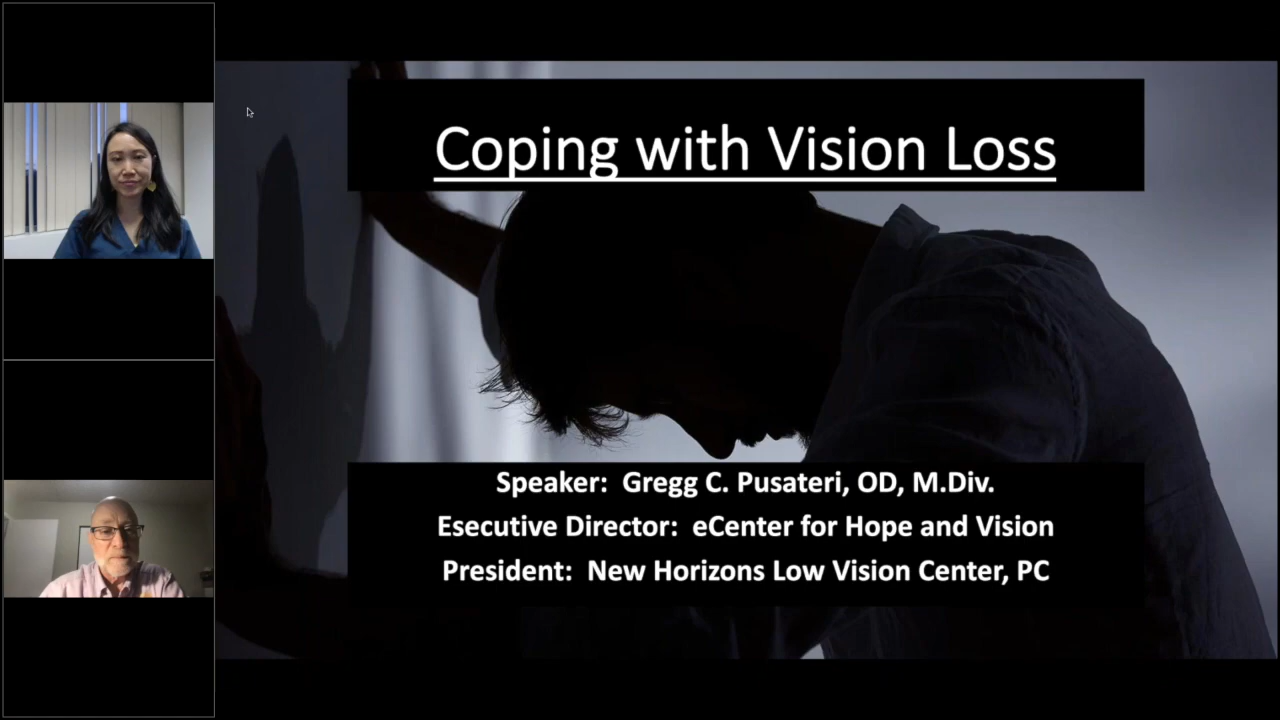 Coping with Vision Loss
Speaker: Gregg C. Pusateri, OD, M.Div.
Esecutive Director: eCenter for Hope and Vision
President: New Horizons Low Vision Center, PC